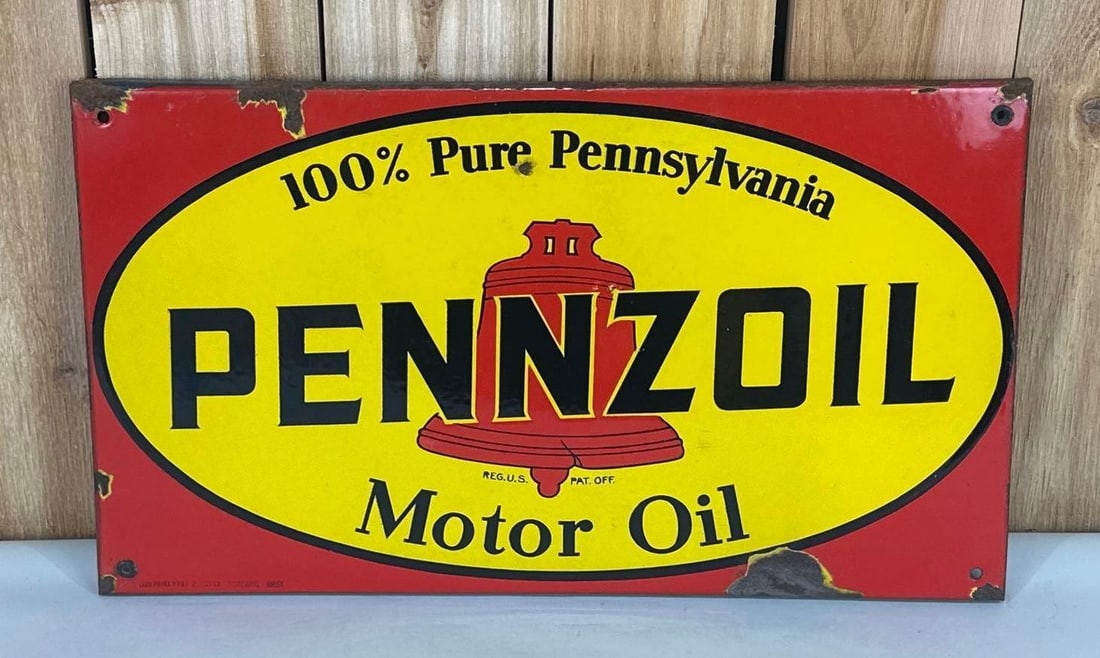 100% Pure Pennsylvania
PENNZOIL
REG. U.S. PAT. OFF.
Motor Oil